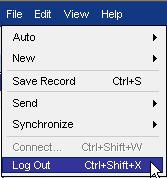 File Edit View Help
Auto
New
Save Record Ctrl+S
Send
Synchronize
Connect... Ctrl+Shift+W
Log Out Ctrl+Shift+X